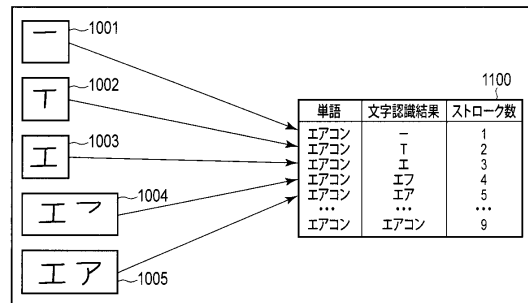 一
1001
T
1002
エ
1003
エフ
1004
エア
1005
1100
単語 文字認識結果 ストローク数
エアコン ー 1
エアコン T 2
エアコン エ 3
エアコン エフ 4
エアコン エア 5
... ... ...
エアコン エアコン 9